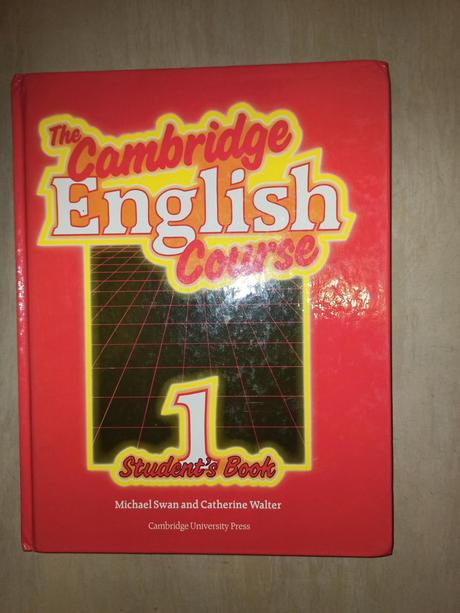 The
Cambridge
English
Course
1
Student's Book
Michael Swan and Catherine Walter
Cambridge University Press